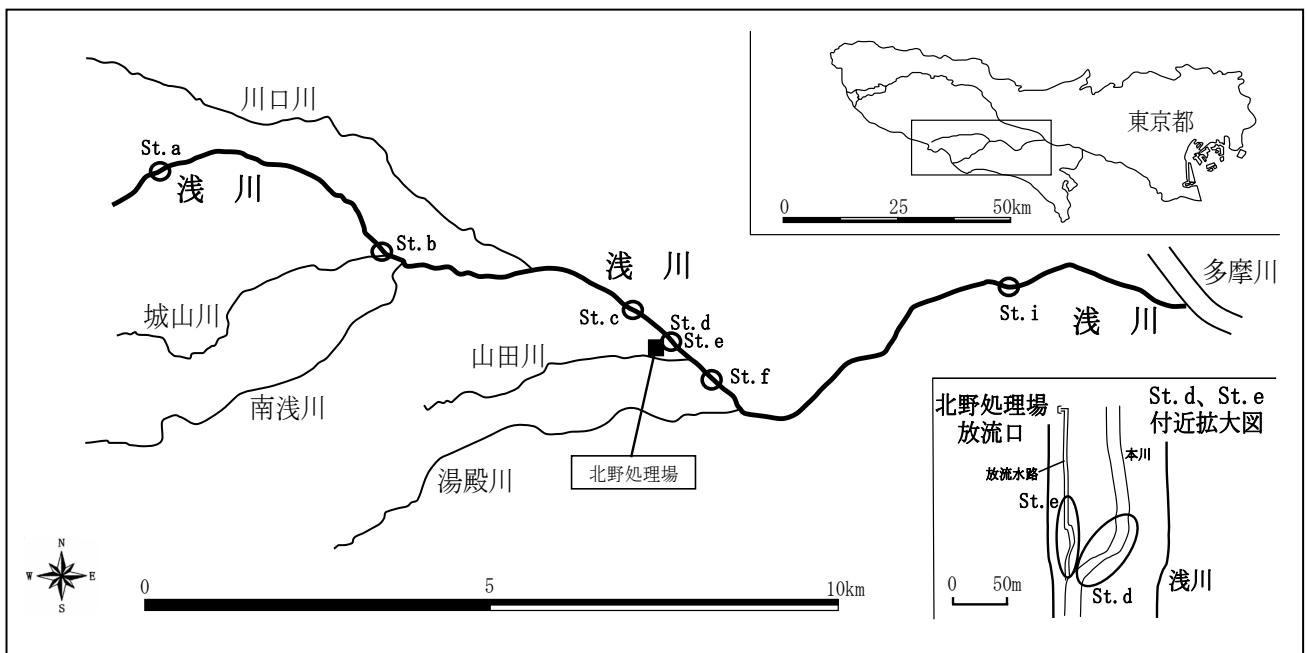 川口川
St.a
浅 川
St.b
浅 川
城山川
南浅川
St.c
St.d
St.e
山田川
St.f
湯殿川
北野処理場
St.i
浅 川
多摩川
東京都
0 25 50km
北野処理場
放流口
St.d、St.e
付近拡大図
本川
放流水路
St.e
0 50m
St.d
浅川
N
W E
S
0 5 10km